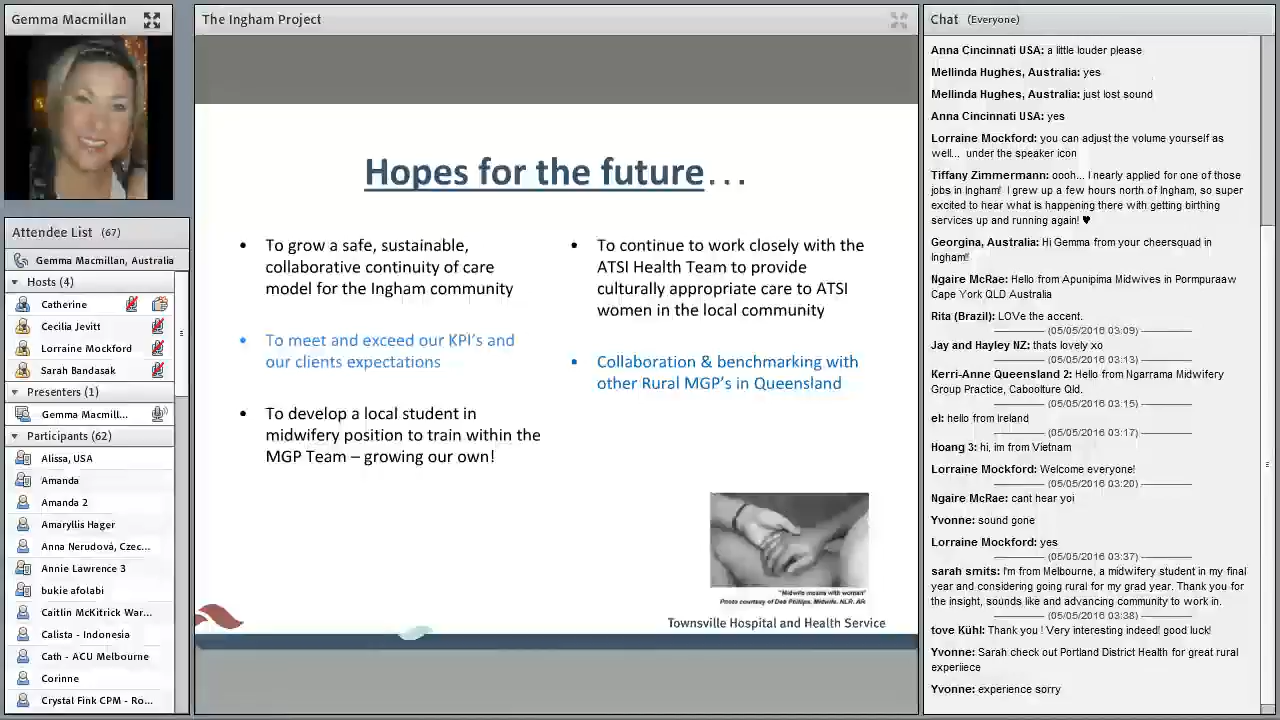 Gemma Macmillan
Attendee List (67)
Gemma Macmillan, Australia
Hosts (4)
Catherine
Cecilia Jevitt
Lorraine Mockford
Sarah Bandasak
Presenters (1)
Gemma Macmill...
Participants (62)
Alissa, USA
Amanda
Amanda 2
Amaryllis Hager
Anna Nerudová, Czec...
Annie Lawrence 3
bukie afolabi
Caitlin McKitrick War...
Calista - Indonesia
Cath - ACU Melbourne
Corinne
Crystal Fink CPM - Ro...
The Ingham Project
Hopes for the future...
• To grow a safe, sustainable,
collaborative continuity of care
model for the Ingham community
• To meet and exceed our KPI's and
our clients expectations
• To develop a local student in
midwifery position to train within the
MGP Team – growing our own!
• To continue to work closely with the
ATSI Health Team to provide
culturally appropriate care to ATSI
women in the local community
• Collaboration & benchmarking with
other Rural MGP's in Queensland
"Midwife means with woman"
Photo courtesy of Deb Phillips, Midwife, NLR, AR
Townsville Hospital and Health Service
Chat (Everyone)
Anna Cincinnati USA: a little louder please
Mellinda Hughes, Australia: yes
Mellinda Hughes, Australia: just lost sound
Anna Cincinnati USA: yes
Lorraine Mockford: you can adjust the volume yourself as
well... under the speaker icon
Tiffany Zimmermann: oooh... I nearly applied for one of those
jobs in Ingham! I grew up a few hours north of Ingham, so super
excited to hear what is happening there with getting birthing
services up and running again! ♥
Georgina, Australia: Hi Gemma from your cheersquad in
Ingham!
Ngaire McRae: Hello from Apunipima Midwives in Pormpuraaw
Cape York QLD Australia
Rita (Brazil): LOVe the accent.
(05/05/2016 03:09)
Jay and Hayley NZ: thats lovely xo
(05/05/2016 03:13)
Kerri-Anne Queensland 2: Hello from Ngarrama Midwifery
Group Practice, Caboolture Qld.
(05/05/2016 03:15)
el: hello from Ireland
(05/05/2016 03:17)
Hoang 3: hi, im from Vietnam
Lorraine Mockford: Welcome everyone!
(05/05/2016 03:20)
Ngaire McRae: cant hear yoi
Yvonne: sound gone
Lorraine Mockford: yes
(05/05/2016 03:37)
sarah smits: I'm from Melbourne, a midwifery student in my final
year and considering going rural for my grad year. Thank you for
the insight, sounds like and advancing community to work in.
(05/05/2016 03:38)
tove Kühl: Thank you ! Very interesting indeed! good luck!
Yvonne: Sarah check out Portland District Health for great rural
experiiece
Yvonne: experience sorry